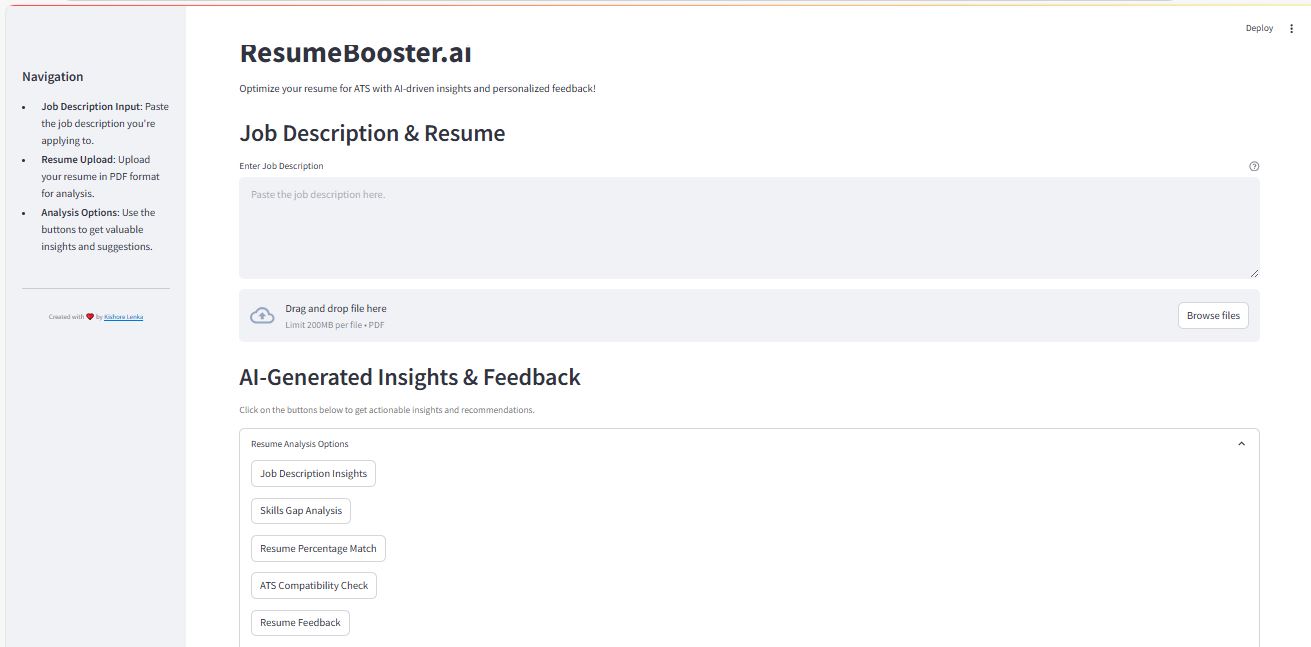 Deploy
Navigation
• Job Description Input: Paste
the job description you're
applying to.
• Resume Upload: Upload
your resume in PDF format
for analysis.
• Analysis Options: Use the
buttons to get valuable
insights and suggestions.
Created with ❤️ by Kishore Lenka
ResumeBooster.ai
Optimize your resume for ATS with AI-driven insights and personalized feedback!
Job Description & Resume
Enter Job Description
Paste the job description here.
Drag and drop file here
Limit 200MB per file • PDF
Browse files
AI-Generated Insights & Feedback
Click on the buttons below to get actionable insights and recommendations.
Resume Analysis Options
Job Description Insights
Skills Gap Analysis
Resume Percentage Match
ATS Compatibility Check
Resume Feedback